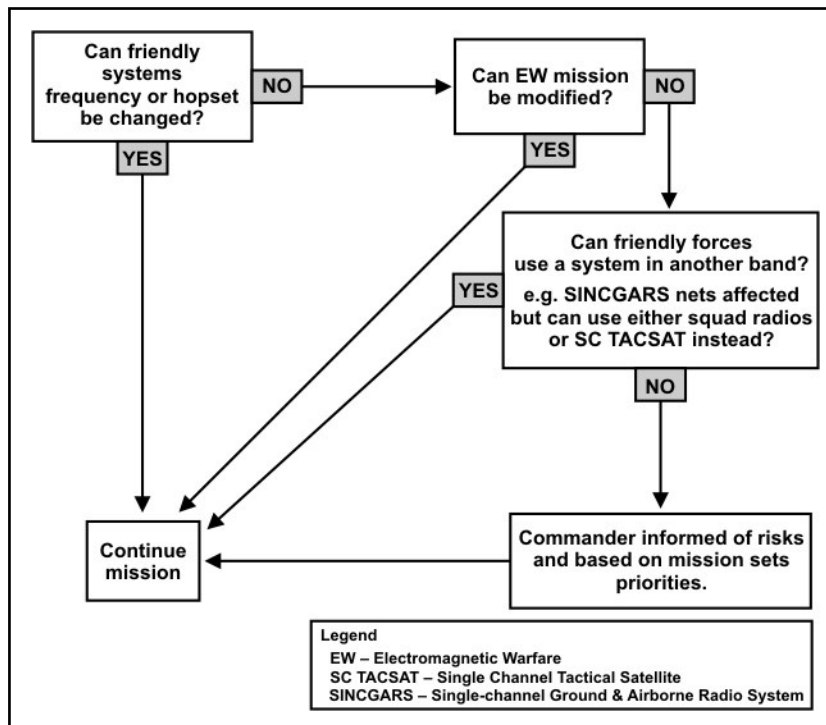 Can friendly
systems
frequency or hopset
be changed?
NO
YES
Can EW mission
be modified?
NO
YES
Can friendly forces
use a system in another band?
e.g. SINCGARS nets affected
but can use either squad radios
or SC TACSAT instead?
YES
NO
Continue
mission
Commander informed of risks
and based on mission sets
priorities.
Legend
EW – Electromagnetic Warfare
SC TACSAT – Single Channel Tactical Satellite
SINCGARS – Single-channel Ground & Airborne Radio System